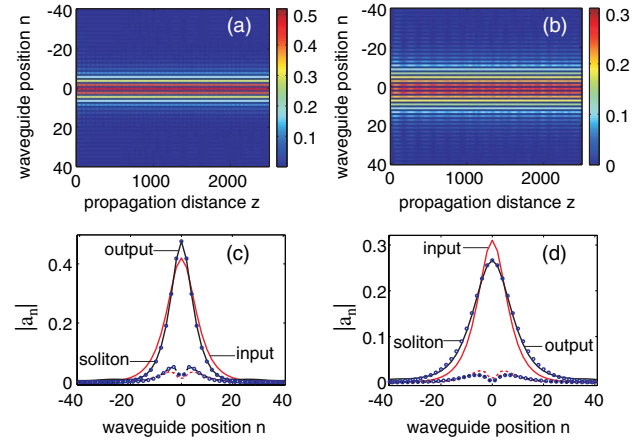 (a)
waveguide position n
-40
-20
0
20
40
0
1000
2000
propagation distance z
0.5
0.4
0.3
0.2
0.1
(b)
waveguide position n
-40
-20
0
20
40
0
1000
2000
propagation distance z
0.3
0.2
0.1
0
(c)
|aₙ|
0.4
0.2
0
output
soliton
input
-40
-20
0
20
40
waveguide position n
(d)
|aₙ|
0.3
0.2
0.1
0
input
soliton
output
-40
-20
0
20
40
waveguide position n